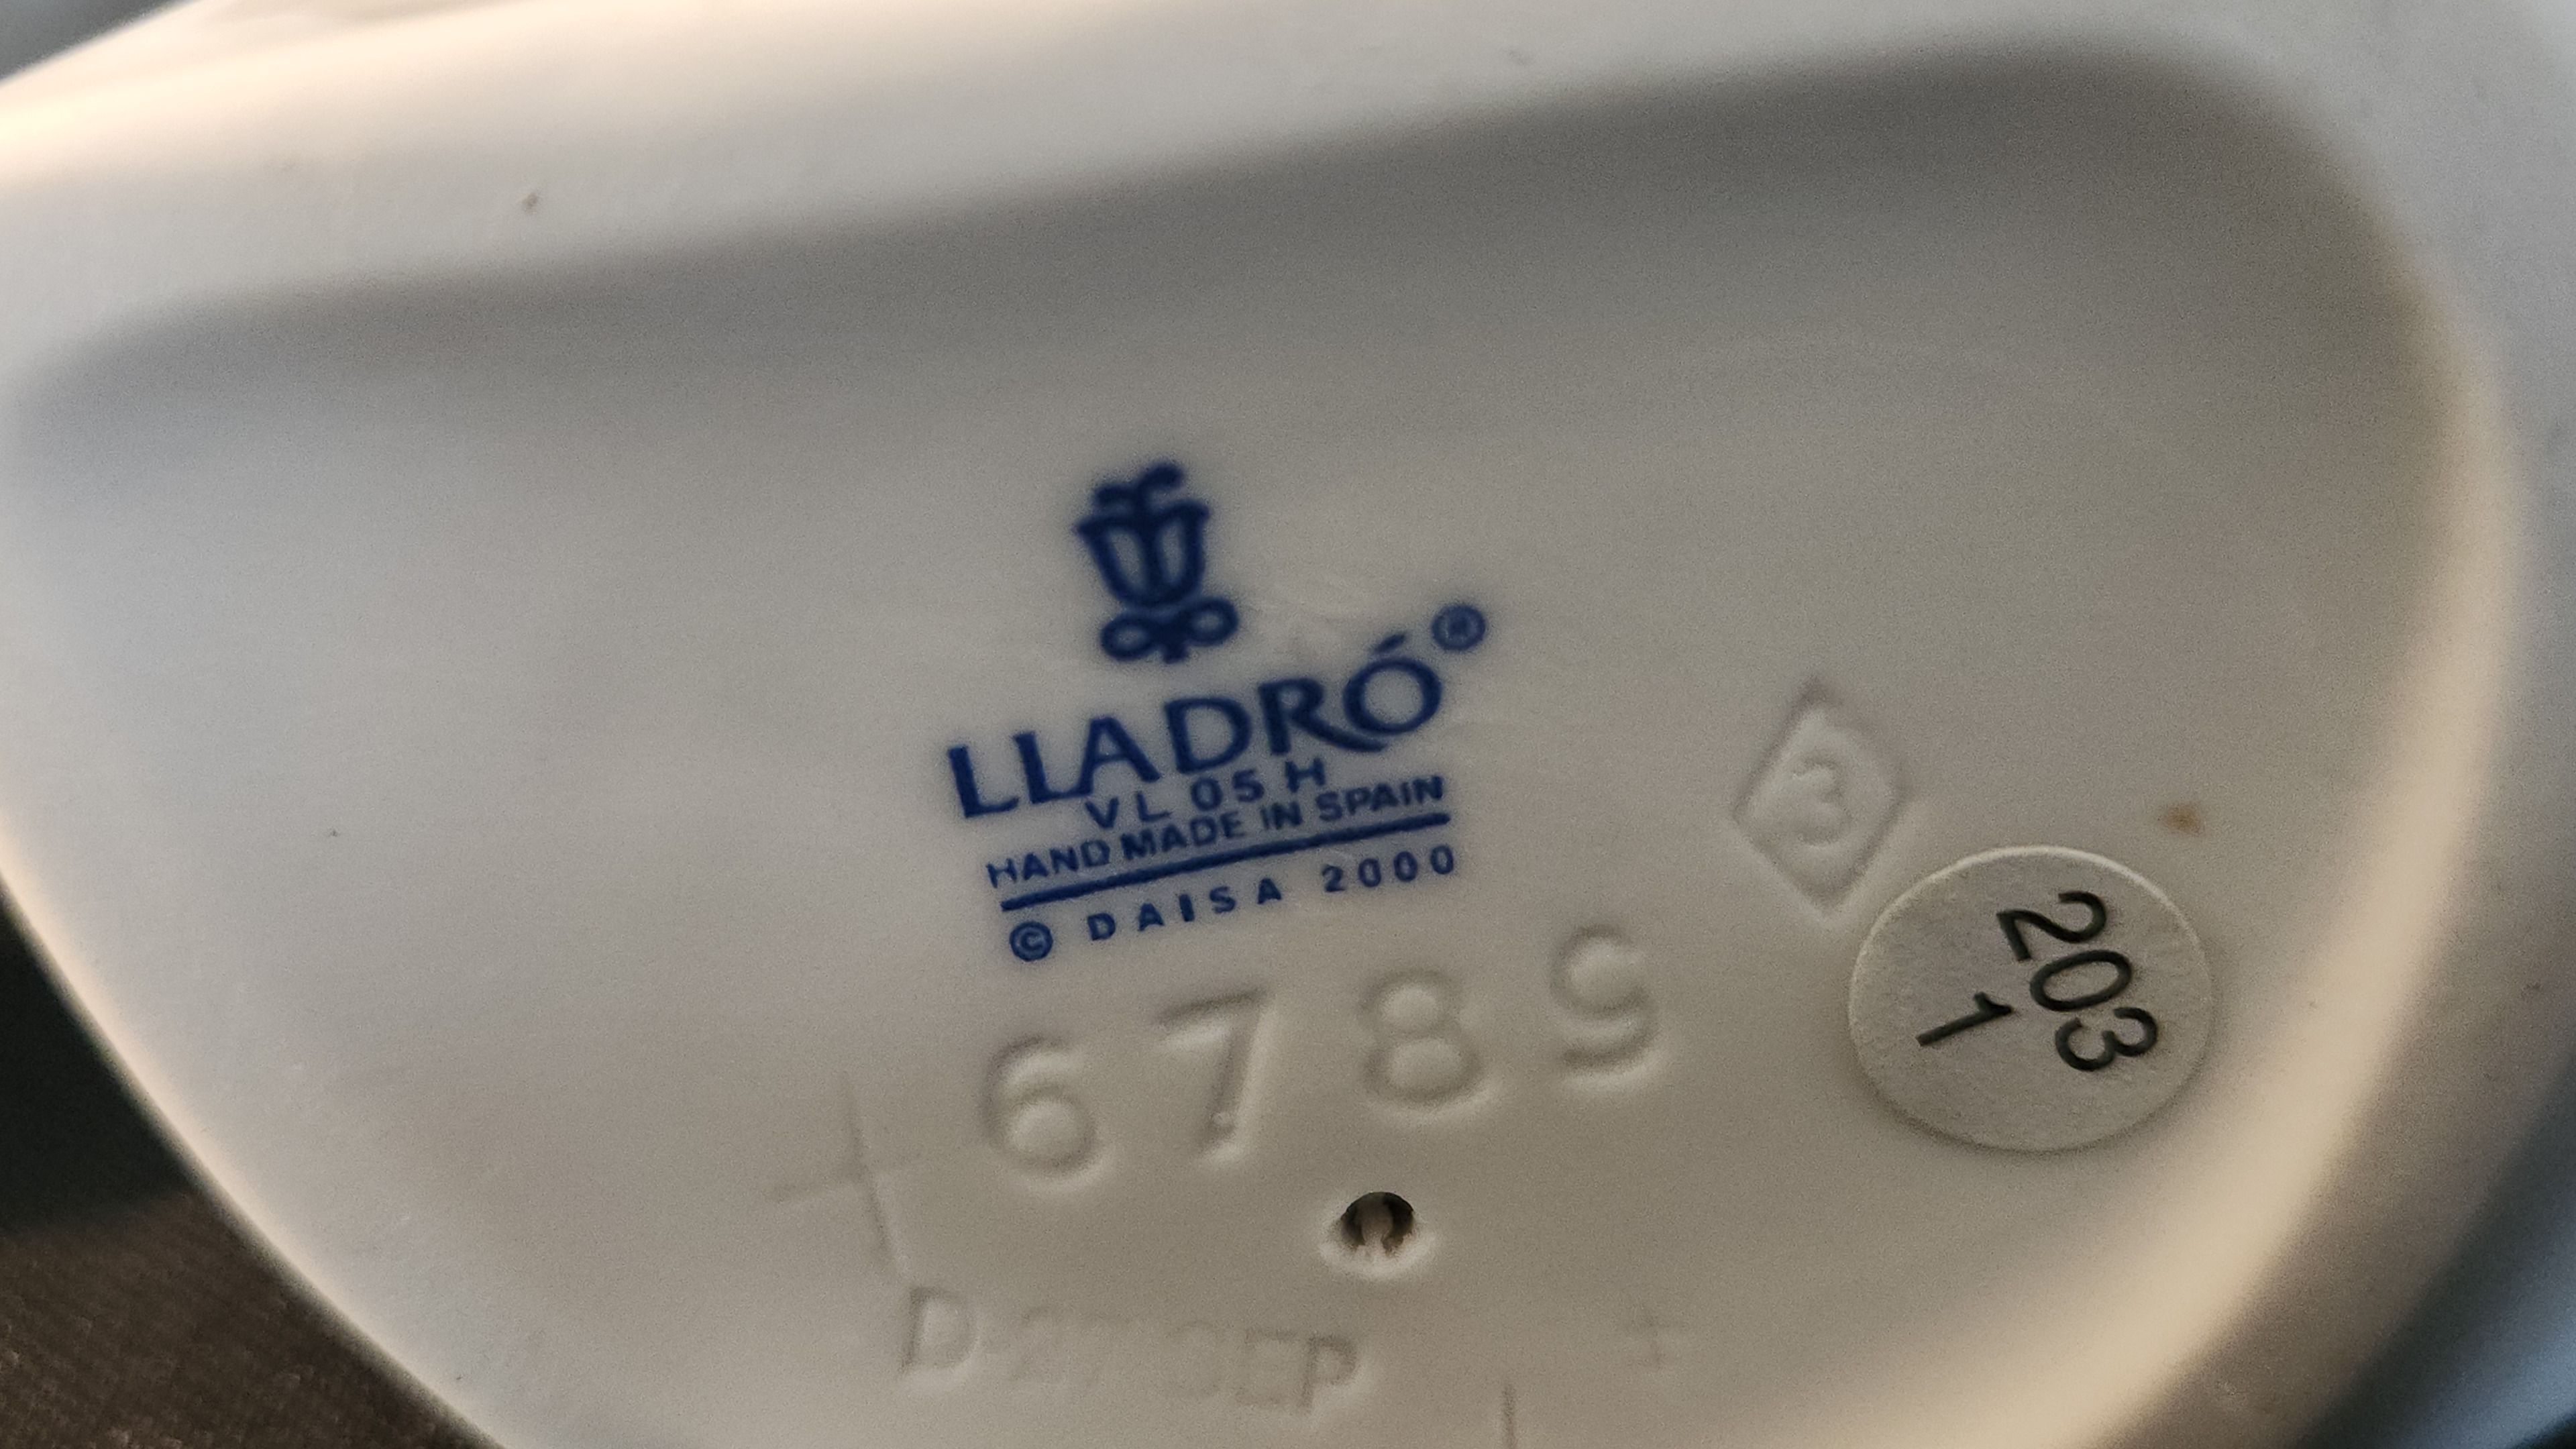 LLADRÓ®
VL 05 H
HAND MADE IN SPAIN
© DAISA 2000
3
6789
203
1